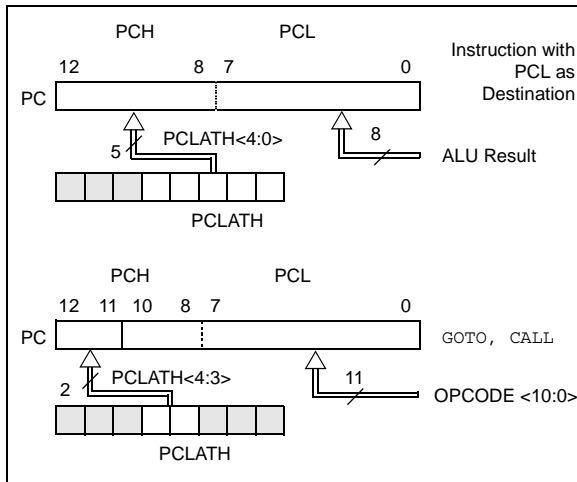 PCH PCL
12 8 7 0
Instruction with
PCL as
Destination
PC
5 PCLATH<4:0>
8
ALU Result
PCLATH
PCH PCL
12 11 10 8 7 0
PC
GOTO, CALL
2 PCLATH<4:3>
11
OPCODE <10:0>
PCLATH